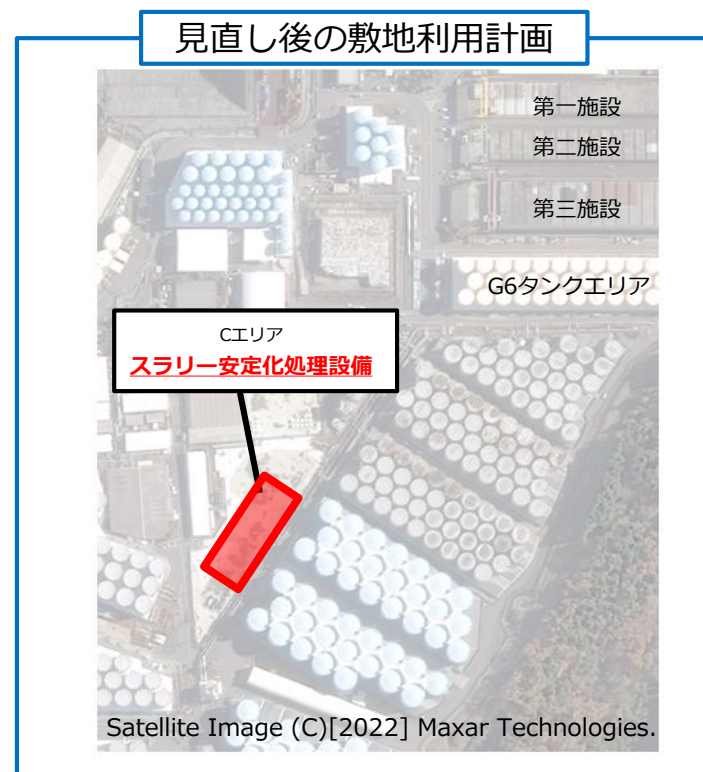 見直し後の敷地利用計画
第一施設
第二施設
第三施設
G6タンクエリア
Cエリア
スラリー安定化処理設備
Satellite Image (C)[2022] Maxar Technologies.